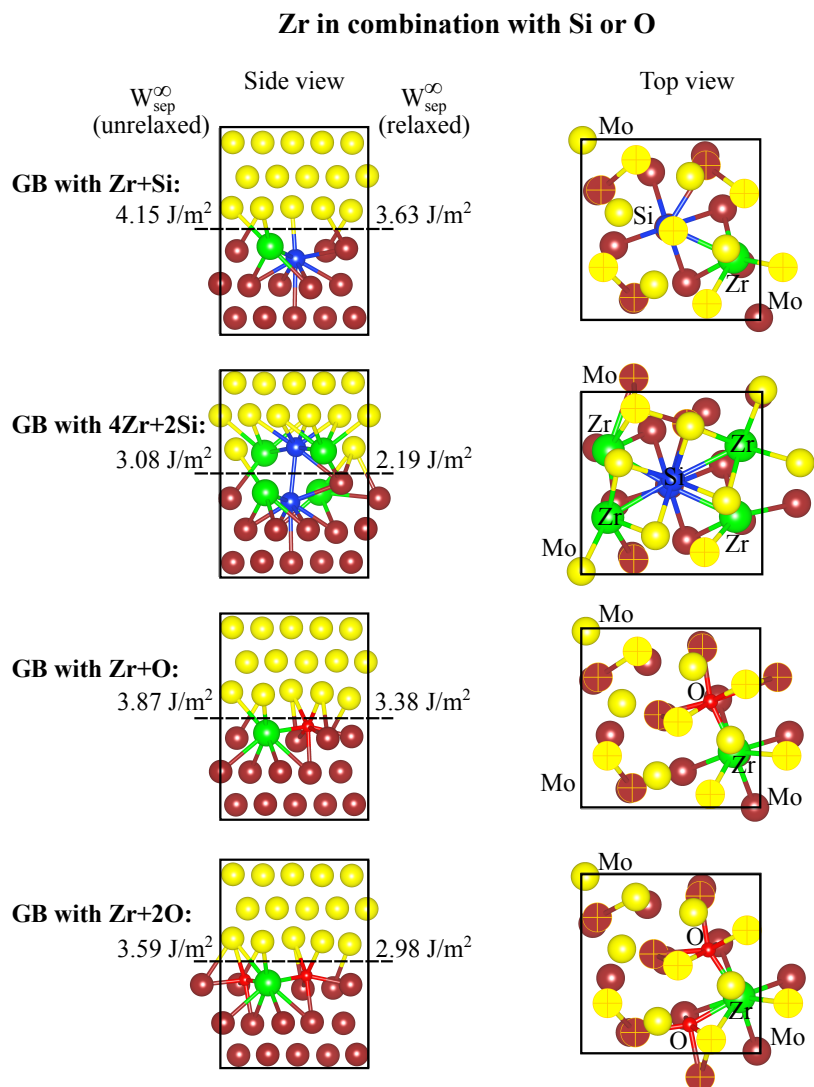 Zr in combination with Si or O
W∞sep
(unrelaxed)
Side view
W∞sep
(relaxed)
Top view
GB with Zr+Si:
4.15 J/m²
3.63 J/m²
Mo
Si
Zr
Mo
GB with 4Zr+2Si:
3.08 J/m²
2.19 J/m²
Mo
Zr
Zr
Si
Zr
Zr
Mo
GB with Zr+O:
3.87 J/m²
3.38 J/m²
Mo
O
Zr
Mo
Mo
GB with Zr+2O:
3.59 J/m²
2.98 J/m²
Mo
O
Zr
O
Mo